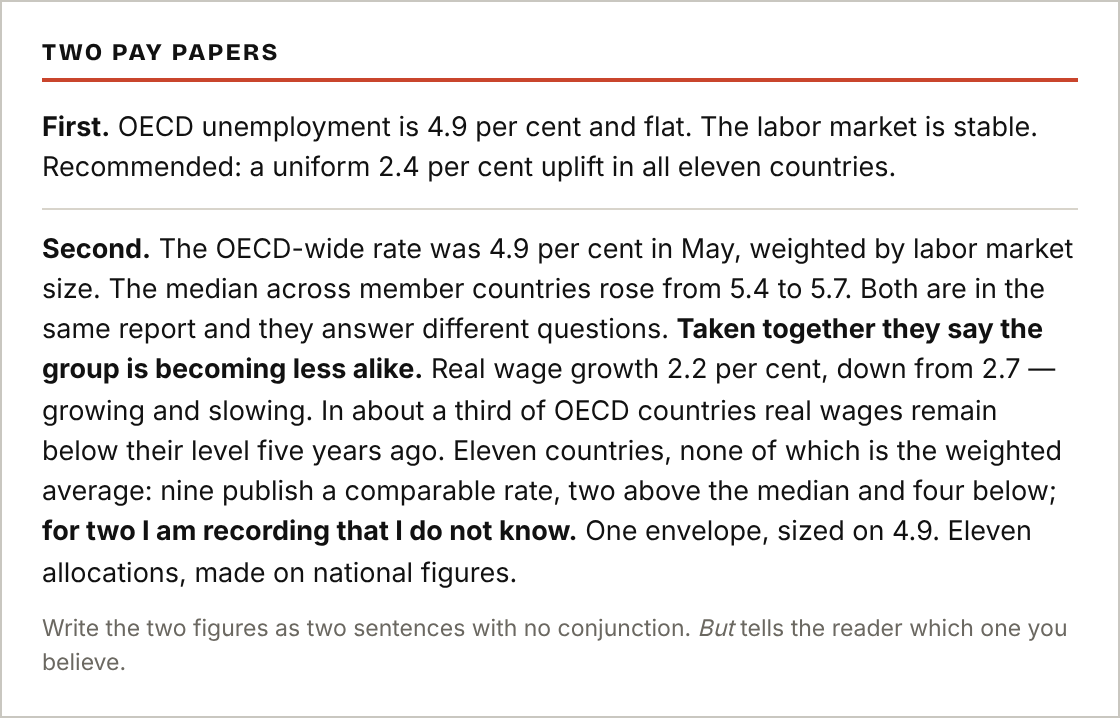 TWO PAY PAPERS
First. OECD unemployment is 4.9 per cent and flat. The labor market is stable.
Recommended: a uniform 2.4 per cent uplift in all eleven countries.
Second. The OECD-wide rate was 4.9 per cent in May, weighted by labor market
size. The median across member countries rose from 5.4 to 5.7. Both are in the
same report and they answer different questions. Taken together they say the
group is becoming less alike. Real wage growth 2.2 per cent, down from 2.7 —
growing and slowing. In about a third of OECD countries real wages remain
below their level five years ago. Eleven countries, none of which is the weighted
average: nine publish a comparable rate, two above the median and four below;
for two I am recording that I do not know. One envelope, sized on 4.9. Eleven
allocations, made on national figures.
Write the two figures as two sentences with no conjunction. But tells the reader which one you
believe.